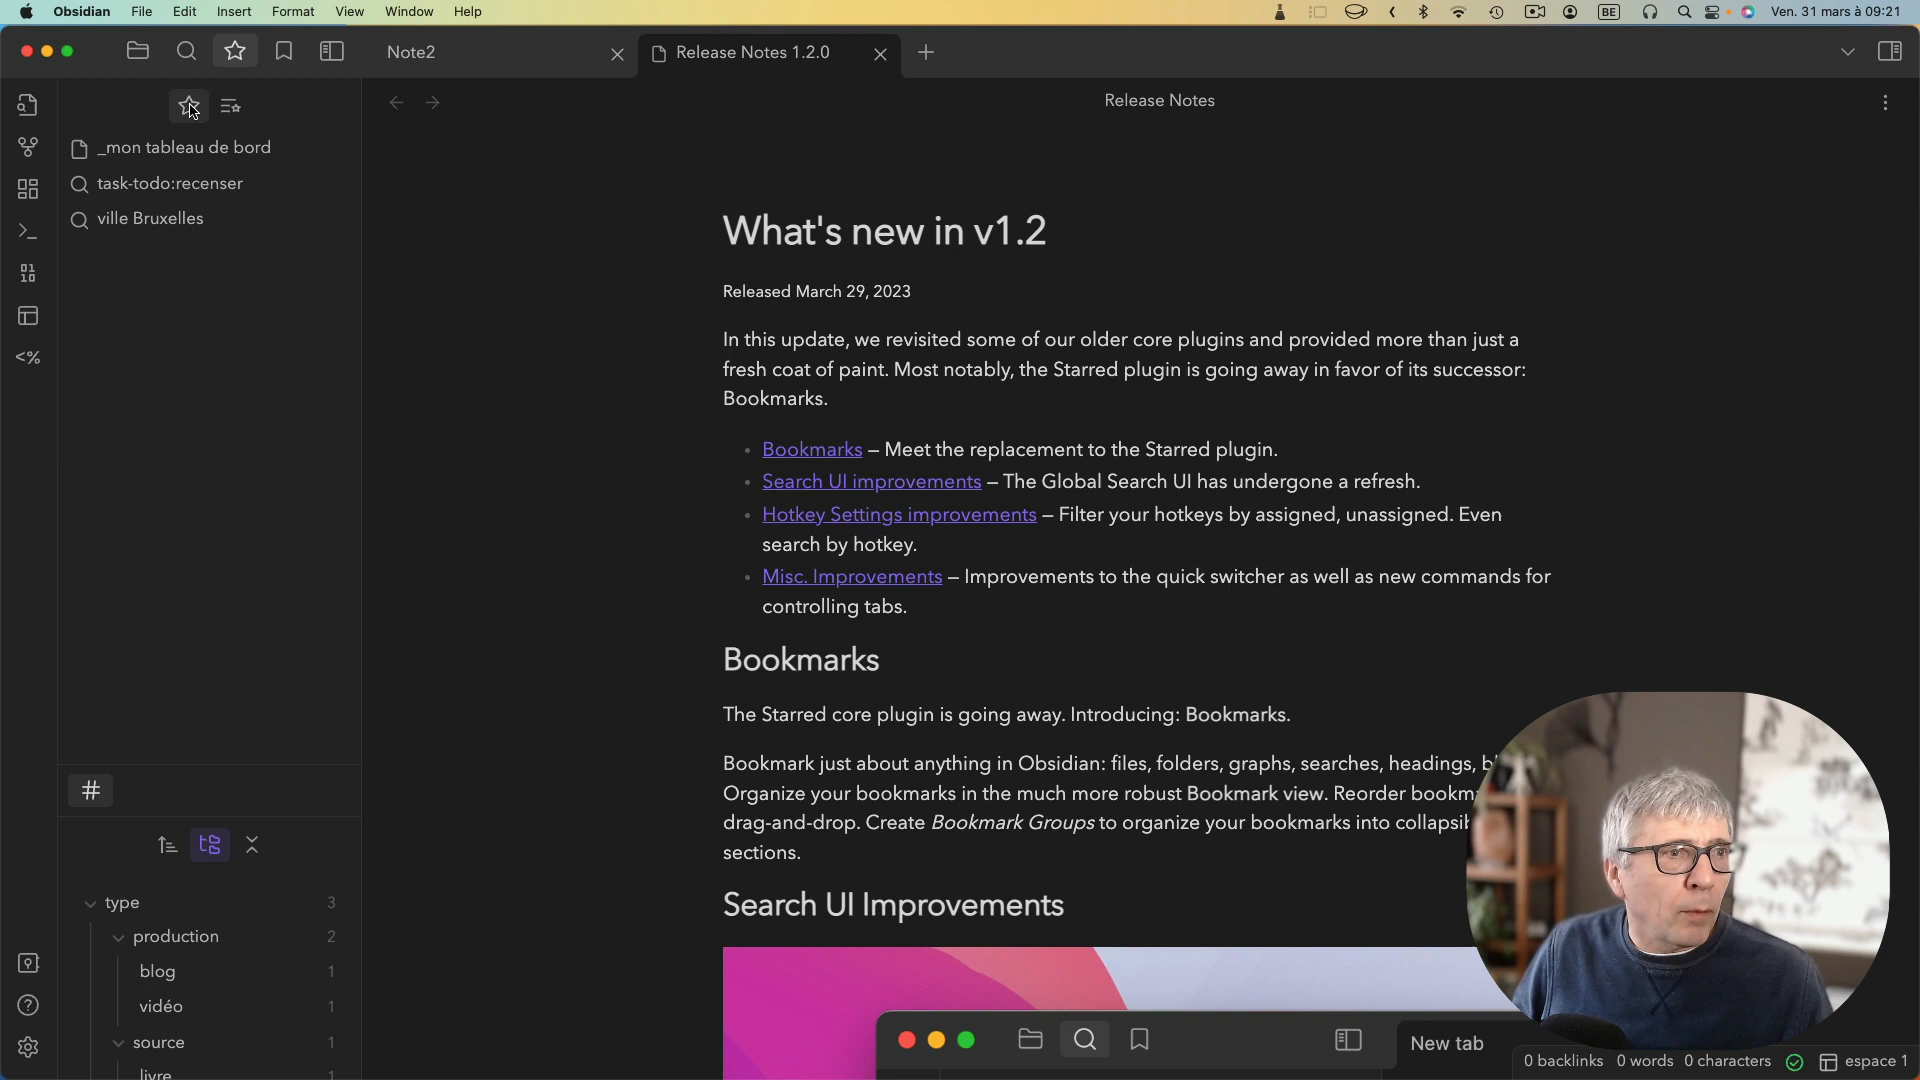 Obsidian File Edit Insert Format View Window Help BE Ven. 31 mars à 09:21
Note2 Release Notes 1.2.0
Release Notes
_mon tableau de bord
task-todo:recenser
ville Bruxelles
What's new in v1.2
Released March 29, 2023
In this update, we revisited some of our older core plugins and provided more than just a
fresh coat of paint. Most notably, the Starred plugin is going away in favor of its successor:
Bookmarks.
• Bookmarks – Meet the replacement to the Starred plugin.
• Search UI improvements – The Global Search UI has undergone a refresh.
• Hotkey Settings improvements – Filter your hotkeys by assigned, unassigned. Even
search by hotkey.
• Misc. Improvements – Improvements to the quick switcher as well as new commands for
controlling tabs.
Bookmarks
The Starred core plugin is going away. Introducing: Bookmarks.
Bookmark just about anything in Obsidian: files, folders, graphs, searches, headings,
Organize your bookmarks in the much more robust Bookmark view. Reorder
drag-and-drop. Create Bookmark Groups to organize your bookmarks into
sections.
Search UI Improvements
New tab
#
type 3
production 2
blog 1
vidéo 1
source 1
livre 1
0 backlinks 0 words 0 characters espace 1